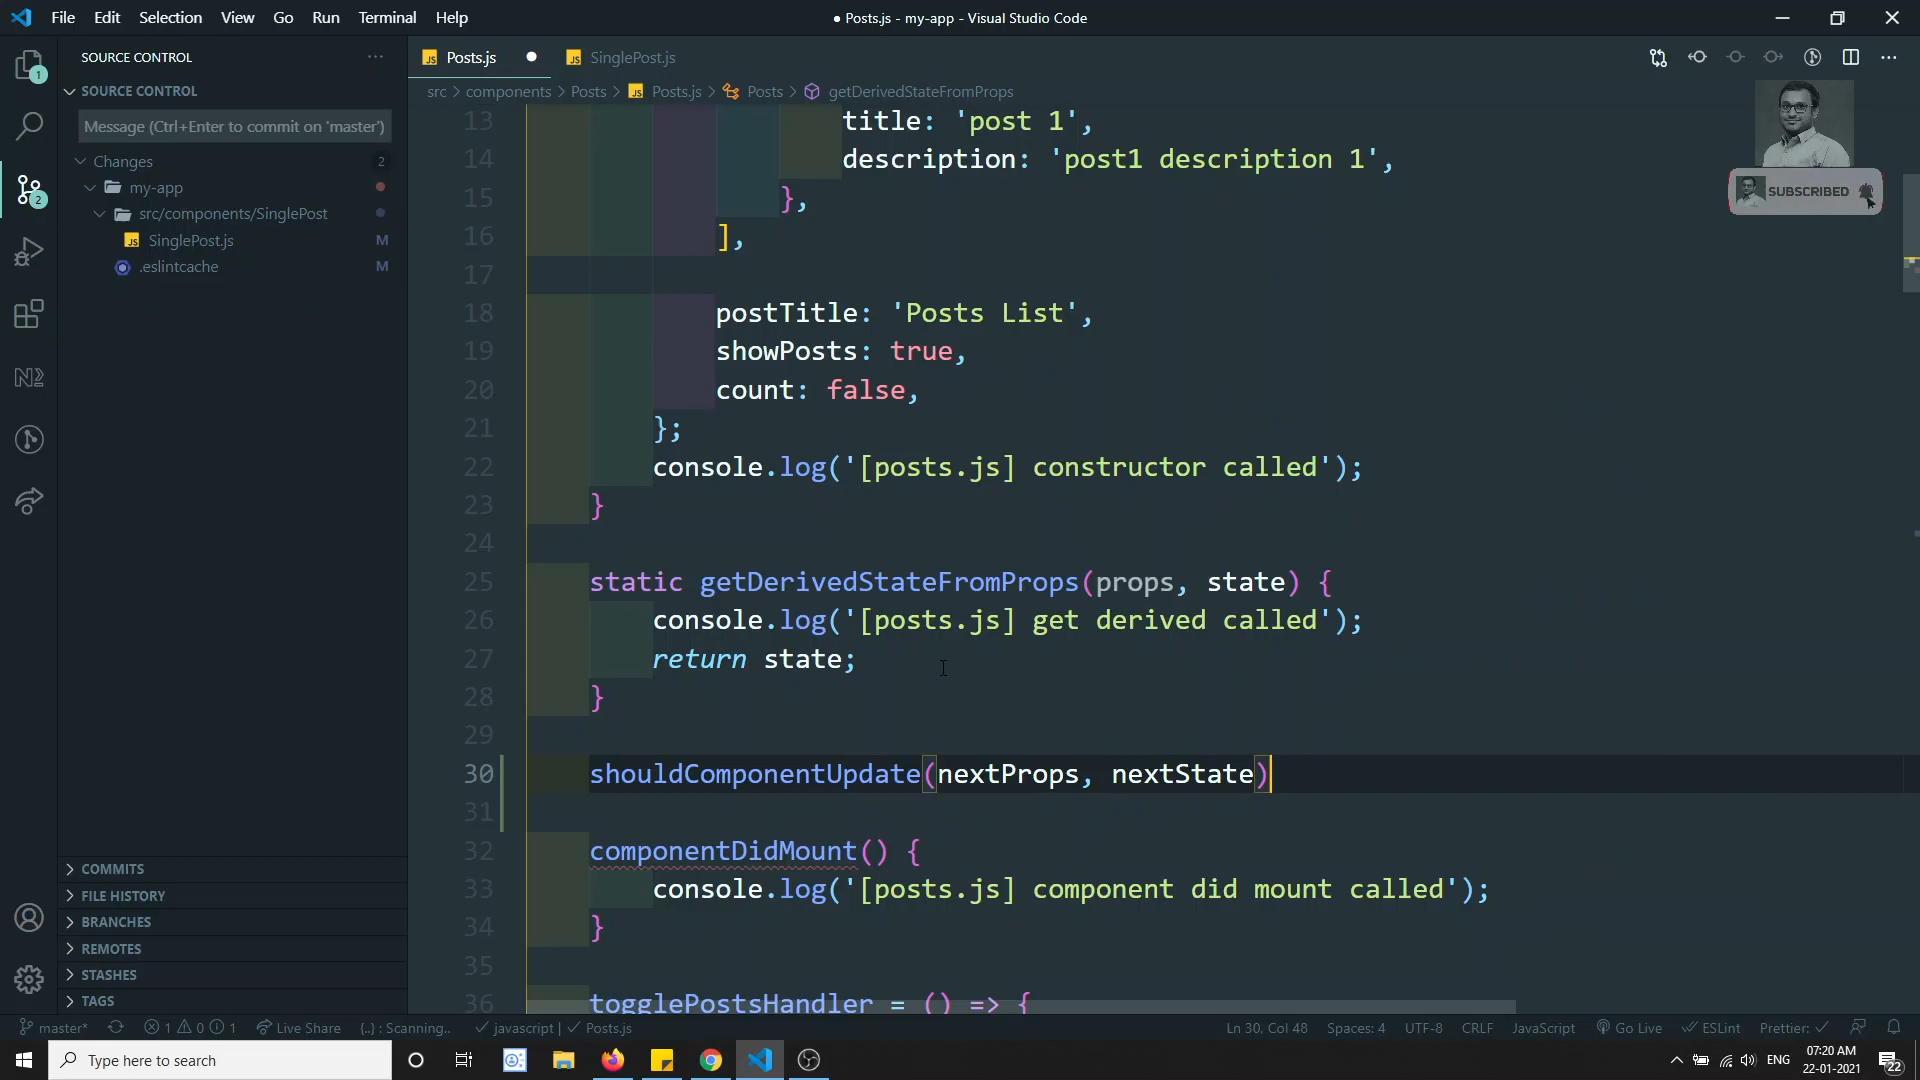 File Edit Selection View Go Run Terminal Help
● Posts.js - my-app - Visual Studio Code
SOURCE CONTROL
Posts.js
SinglePost.js
1
SOURCE CONTROL
src > components > Posts > Posts.js > Posts > getDerivedStateFromProps
Message (Ctrl+Enter to commit on 'master')
Changes 2
my-app
src/components/SinglePost
SinglePost.js M
.eslintcache M
2
SUBSCRIBED
13 title: 'post 1',
14 description: 'post1 description 1',
15 },
16 ],
17
18 postTitle: 'Posts List',
19 showPosts: true,
20 count: false,
21 };
22 console.log('[posts.js] constructor called');
23 }
24
25 static getDerivedStateFromProps(props, state) {
26 console.log('[posts.js] get derived called');
27 return state;
28 }
29
30 shouldComponentUpdate(nextProps, nextState)
31
32 componentDidMount() {
33 console.log('[posts.js] component did mount called');
34 }
35
36 togglePostsHandler = () => {
COMMITS
FILE HISTORY
BRANCHES
REMOTES
STASHES
TAGS
master* 1 0 1 Live Share {..} : Scanning.. javascript | Posts.js
Ln 30, Col 48 Spaces: 4 UTF-8 CRLF JavaScript Go Live ESLint Prettier:
Type here to search
ENG
07:20 AM
22-01-2021
22